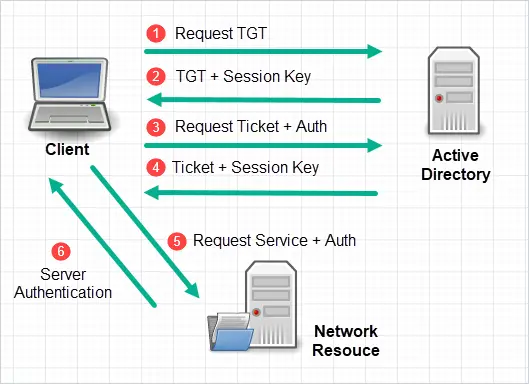 1 Request TGT
2 TGT + Session Key
3 Request Ticket + Auth
4 Ticket + Session Key
Client
Active
Directory
5 Request Service + Auth
6
Server
Authentication
Network
Resouce